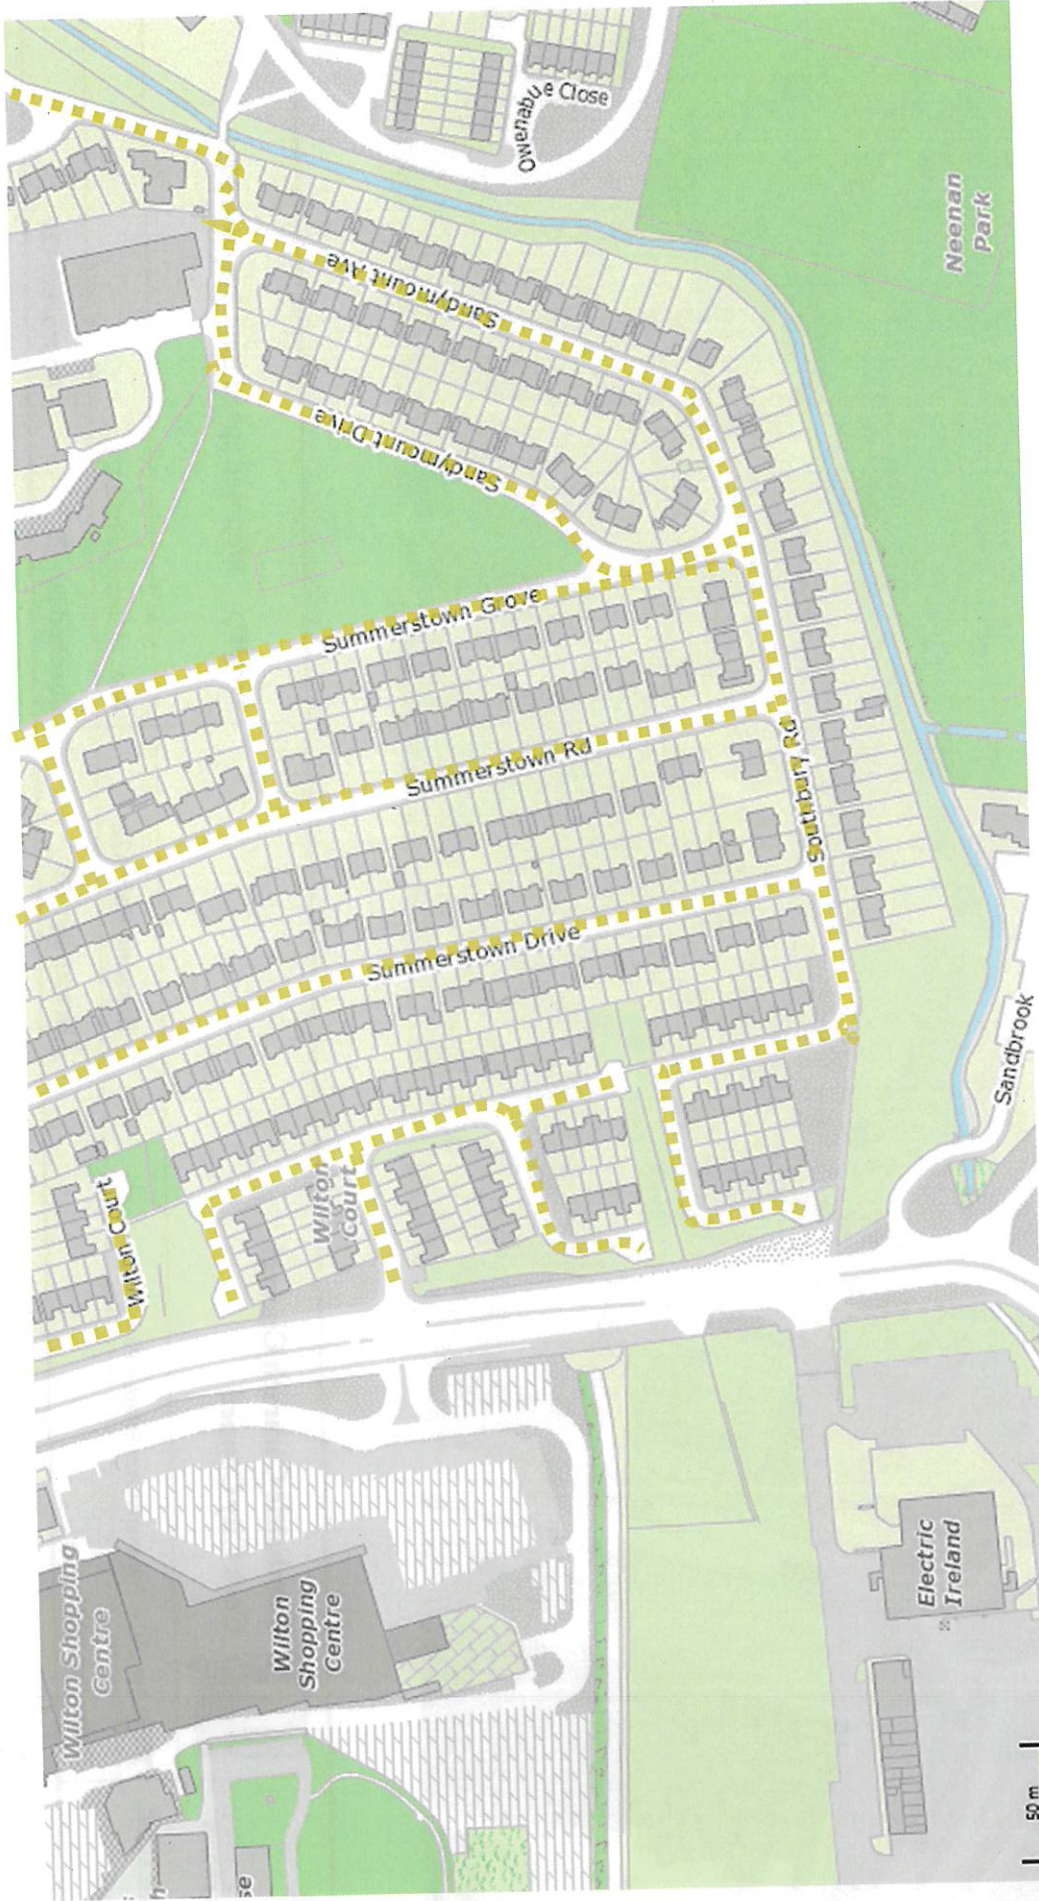 Owenabue Close
Neenan
Park
Sandymount Ave
Sandymount Drive
Summerstown Grove
Summerstown Rd
Southbury Rd
Summerstown Drive
Sandbrook
Wilton
Court
Wilton Court
Wilton Shopping
Centre
Wilton
Shopping
Centre
Electric
Ireland
50 m
h
se